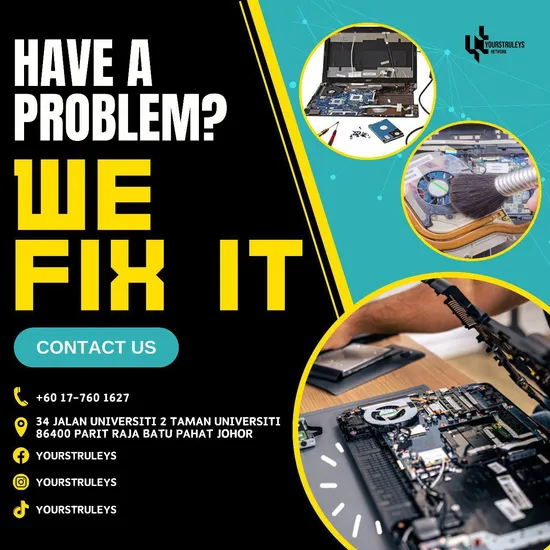 HAVE A
PROBLEM?
WE
FIX IT
CONTACT US
+60 17-760 1627
34 JALAN UNIVERSITI 2 TAMAN UNIVERSITI
86400 PARIT RAJA BATU PAHAT JOHOR
YOURSTRULEYS
YOURSTRULEYS
YOURSTRULEYS
YOURSTRULEYS
NETWORK